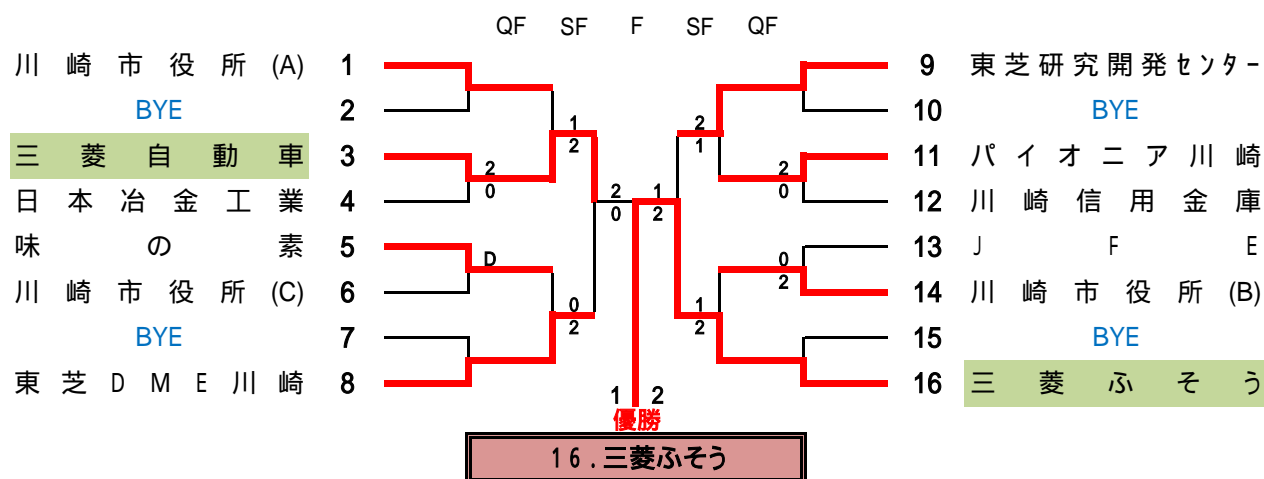 QF SF F SF QF
川崎市役所(A) 1 9 東芝研究開発センター
BYE 2 10 BYE
1 2
三菱自動車 3 2 1 11 パイオニア川崎
2 2
日本冶金工業 4 0 2 1 0 12 川崎信用金庫
0 2
味の素 5 13 JFE
D 0
川崎市役所(C) 6 2 14 川崎市役所(B)
0 1
BYE 7 2 2 15 BYE
東芝DME川崎 8 16 三菱ふそう
1 2
優勝
16.三菱ふそう